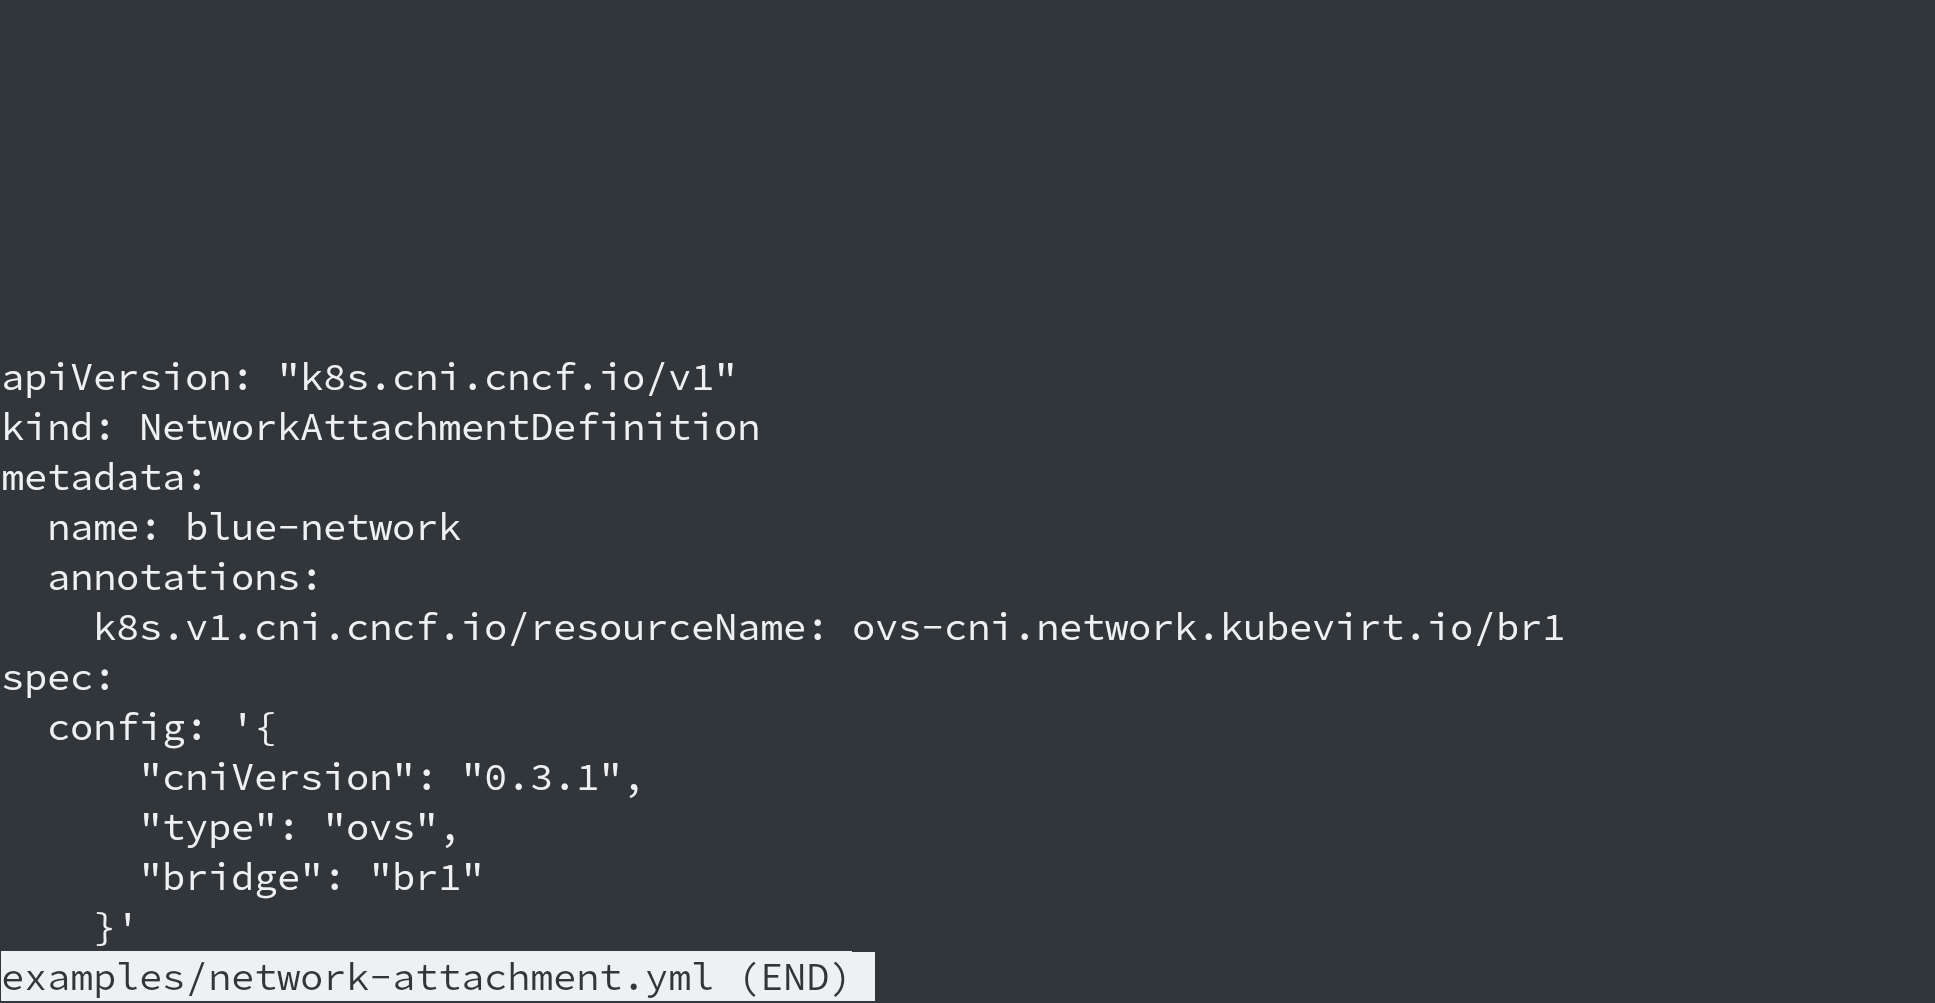 apiVersion: "k8s.cni.cncf.io/v1"
kind: NetworkAttachmentDefinition
metadata:
  name: blue-network
  annotations:
    k8s.v1.cni.cncf.io/resourceName: ovs-cni.network.kubevirt.io/br1
spec:
  config: '{
      "cniVersion": "0.3.1",
      "type": "ovs",
      "bridge": "br1"
    }'
examples/network-attachment.yml (END)